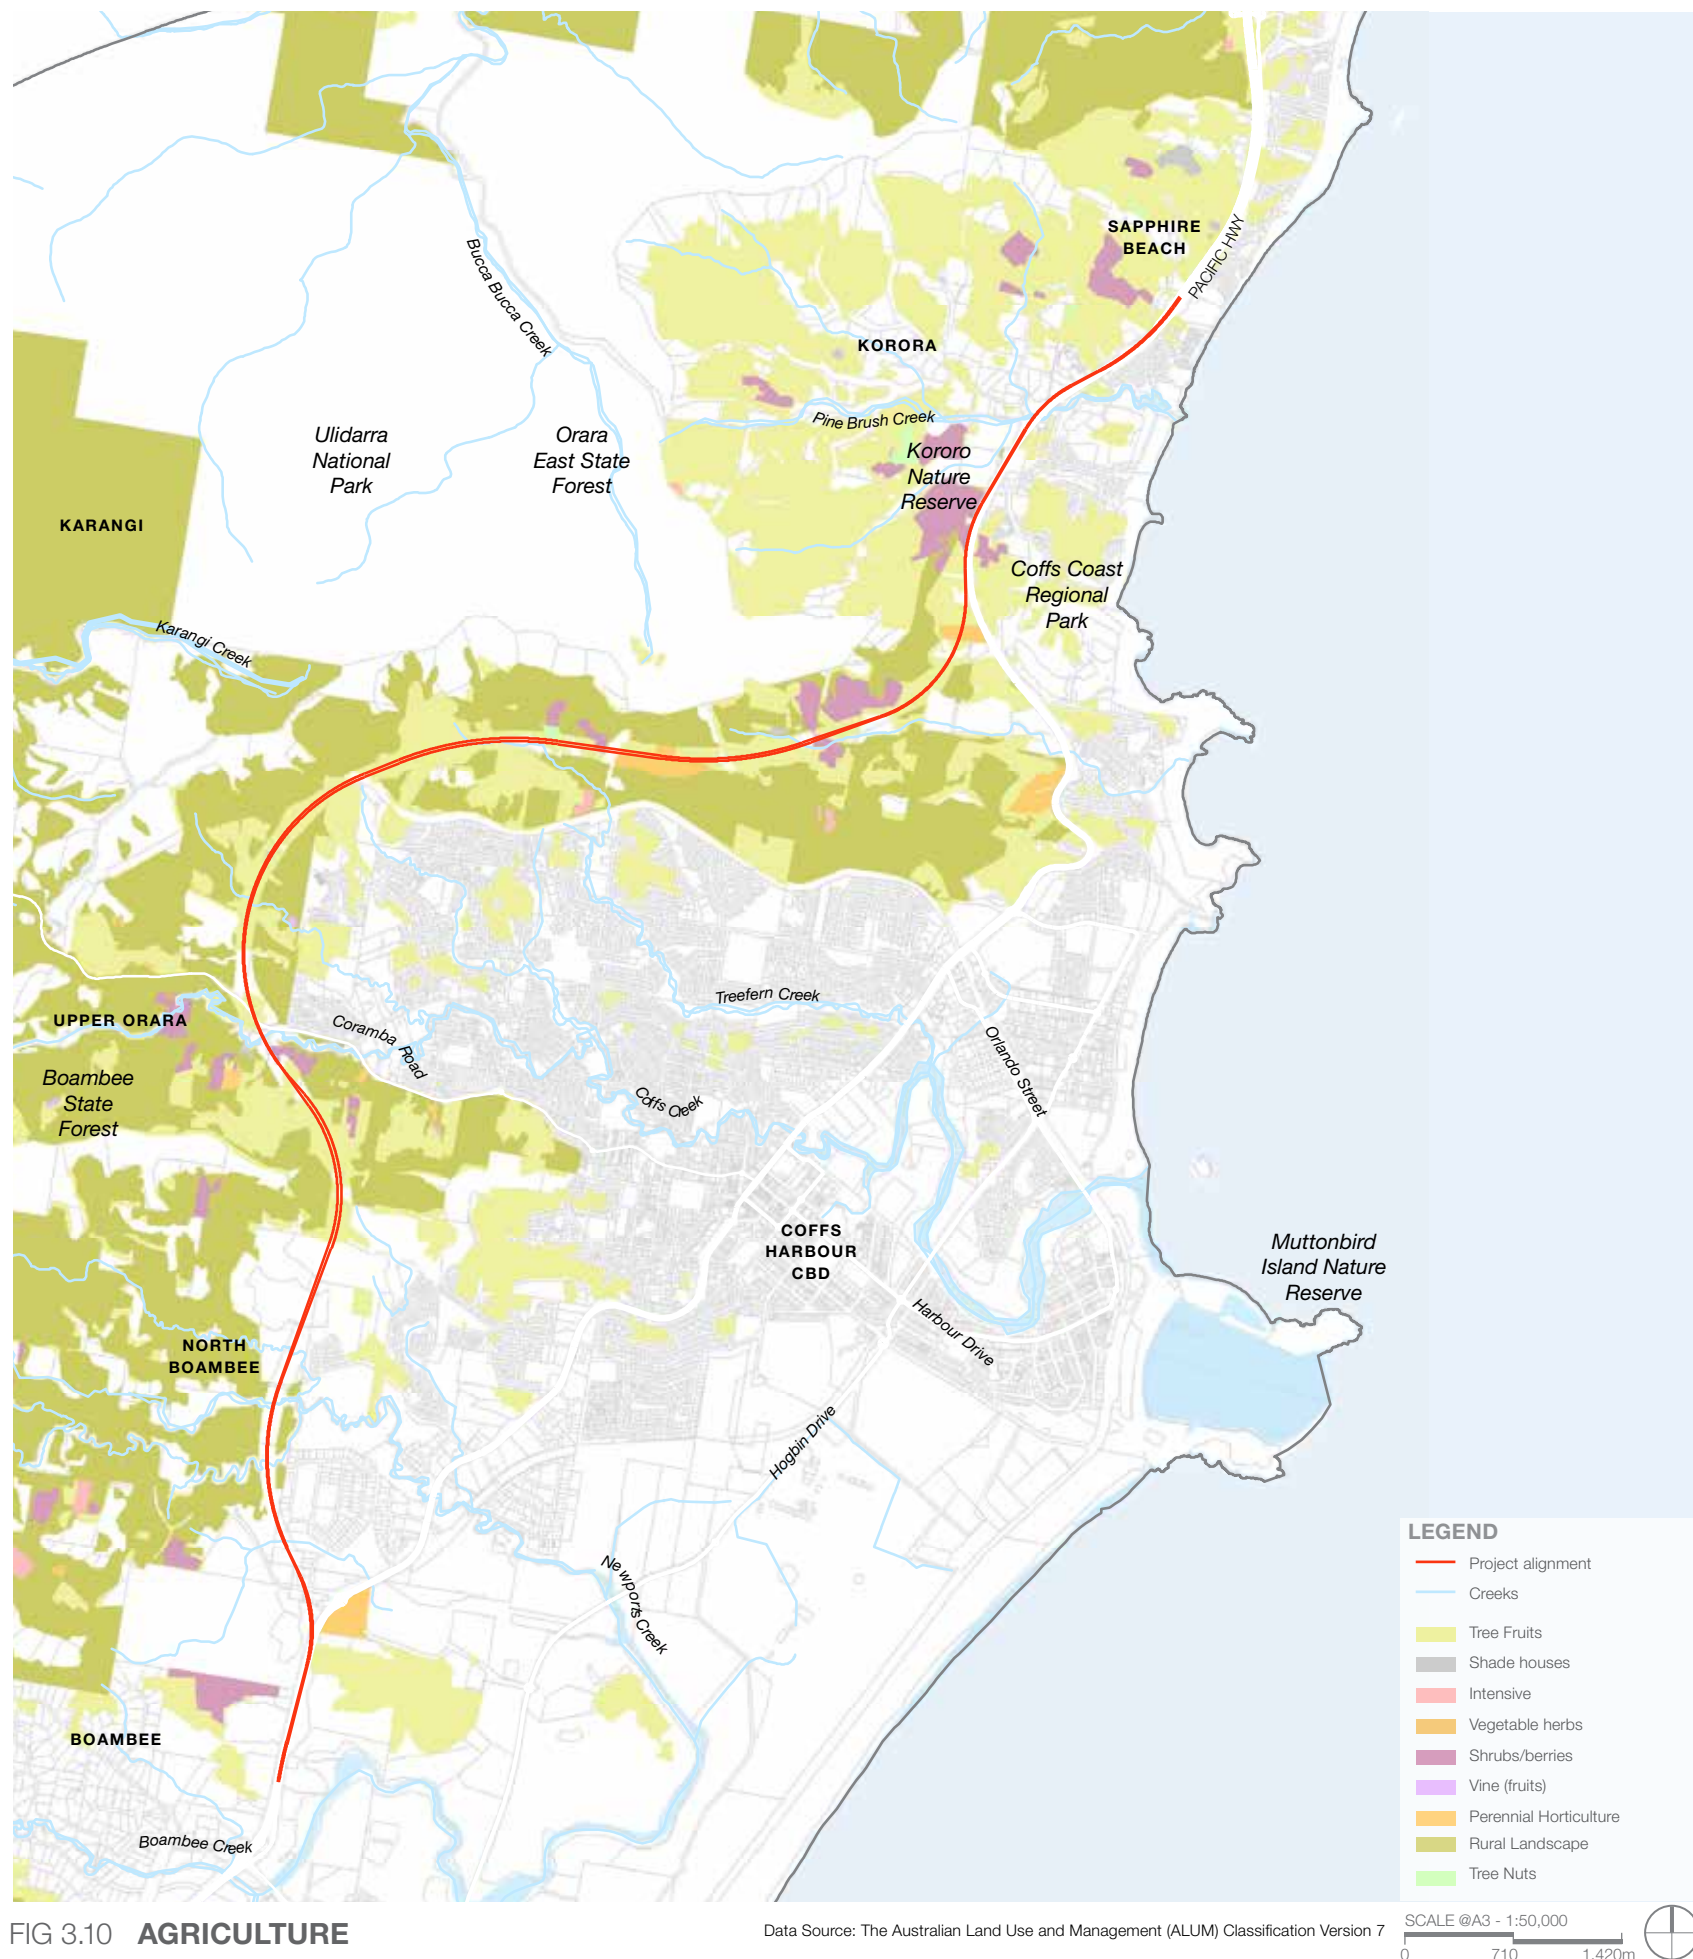 SAPPHIRE
BEACH
PACIFIC HWY
Bucca Bucca Creek
KORORA
Pine Brush Creek
Ulidarra
National
Park
Orara
East State
Forest
Kororo
Nature
Reserve
KARANGI
Coffs Coast
Regional
Park
Karangi Creek
Treefern Creek
UPPER ORARA
Coramba Road
Orlando Street
Boambee
State
Forest
Coffs Creek
COFFS
HARBOUR
CBD
Muttonbird
Island Nature
Reserve
NORTH
BOAMBEE
Harbour Drive
Hogbin Drive
Newports Creek
BOAMBEE
Boambee Creek
LEGEND
Project alignment
Creeks
Tree Fruits
Shade houses
Intensive
Vegetable herbs
Shrubs/berries
Vine (fruits)
Perennial Horticulture
Rural Landscape
Tree Nuts
FIG 3.10 AGRICULTURE
Data Source: The Australian Land Use and Management (ALUM) Classification Version 7
SCALE @A3 - 1:50,000
0 710 1,420m